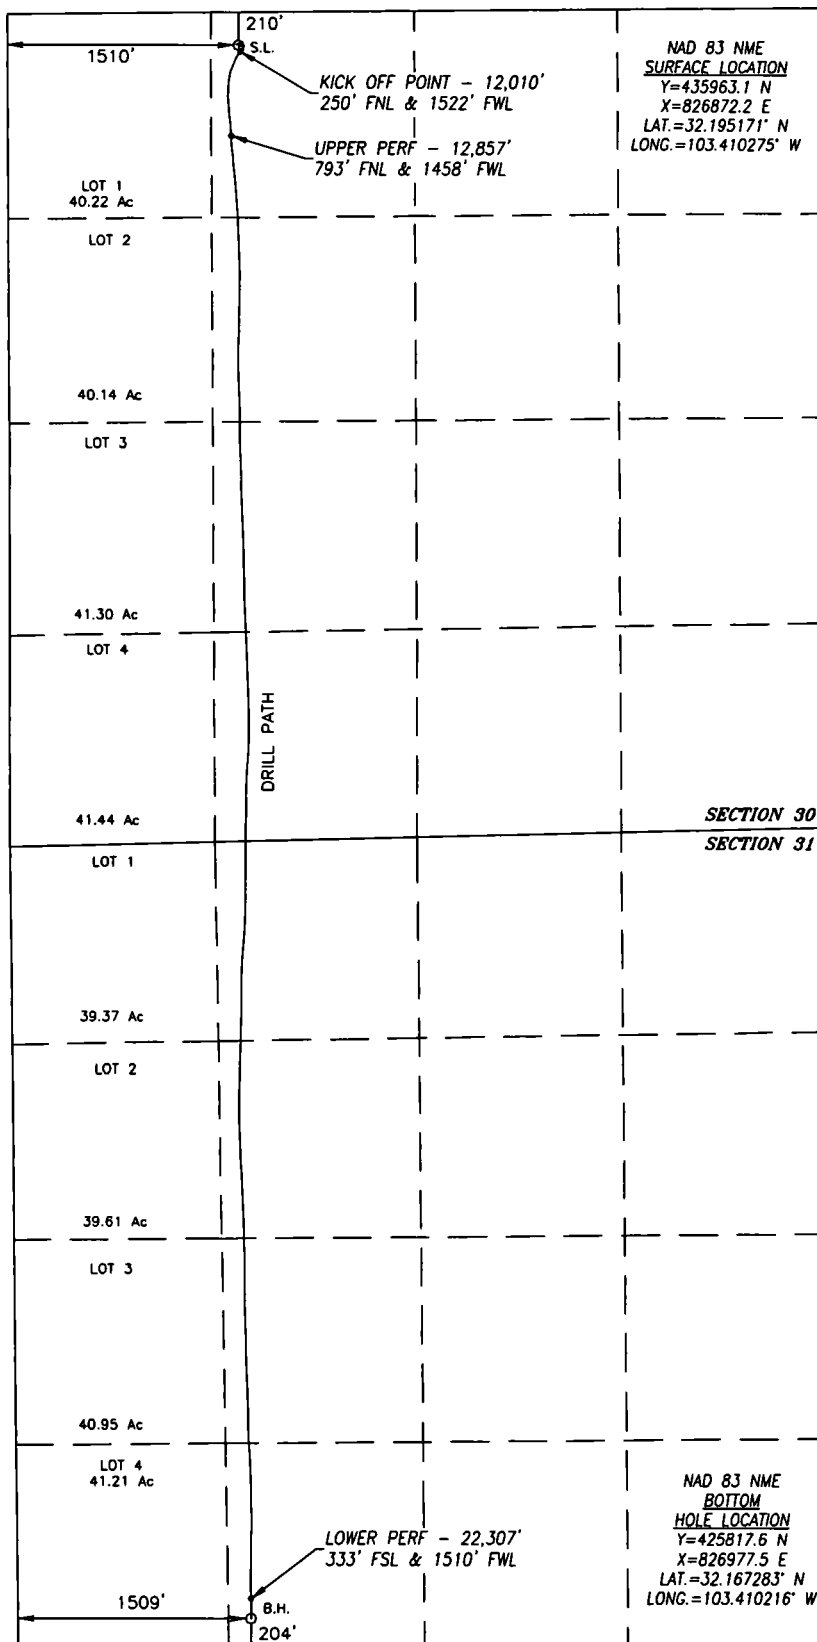 210'
1510'
S.L.
NAD 83 NME
SURFACE LOCATION
Y=435963.1 N
X=826872.2 E
LAT.=32.195171° N
LONG.=103.410275° W
KICK OFF POINT - 12,010'
250' FNL & 1522' FWL
UPPER PERF - 12,857'
793' FNL & 1458' FWL
LOT 1
40.22 Ac
LOT 2
40.14 Ac
LOT 3
41.30 Ac
LOT 4
DRILL PATH
41.44 Ac
SECTION 30
SECTION 31
LOT 1
39.37 Ac
LOT 2
39.61 Ac
LOT 3
40.95 Ac
LOT 4
41.21 Ac
NAD 83 NME
BOTTOM
HOLE LOCATION
Y=425817.6 N
X=826977.5 E
LAT.=32.167283° N
LONG.=103.410216° W
LOWER PERF - 22,307'
333' FSL & 1510' FWL
1509'
B.H.
204'